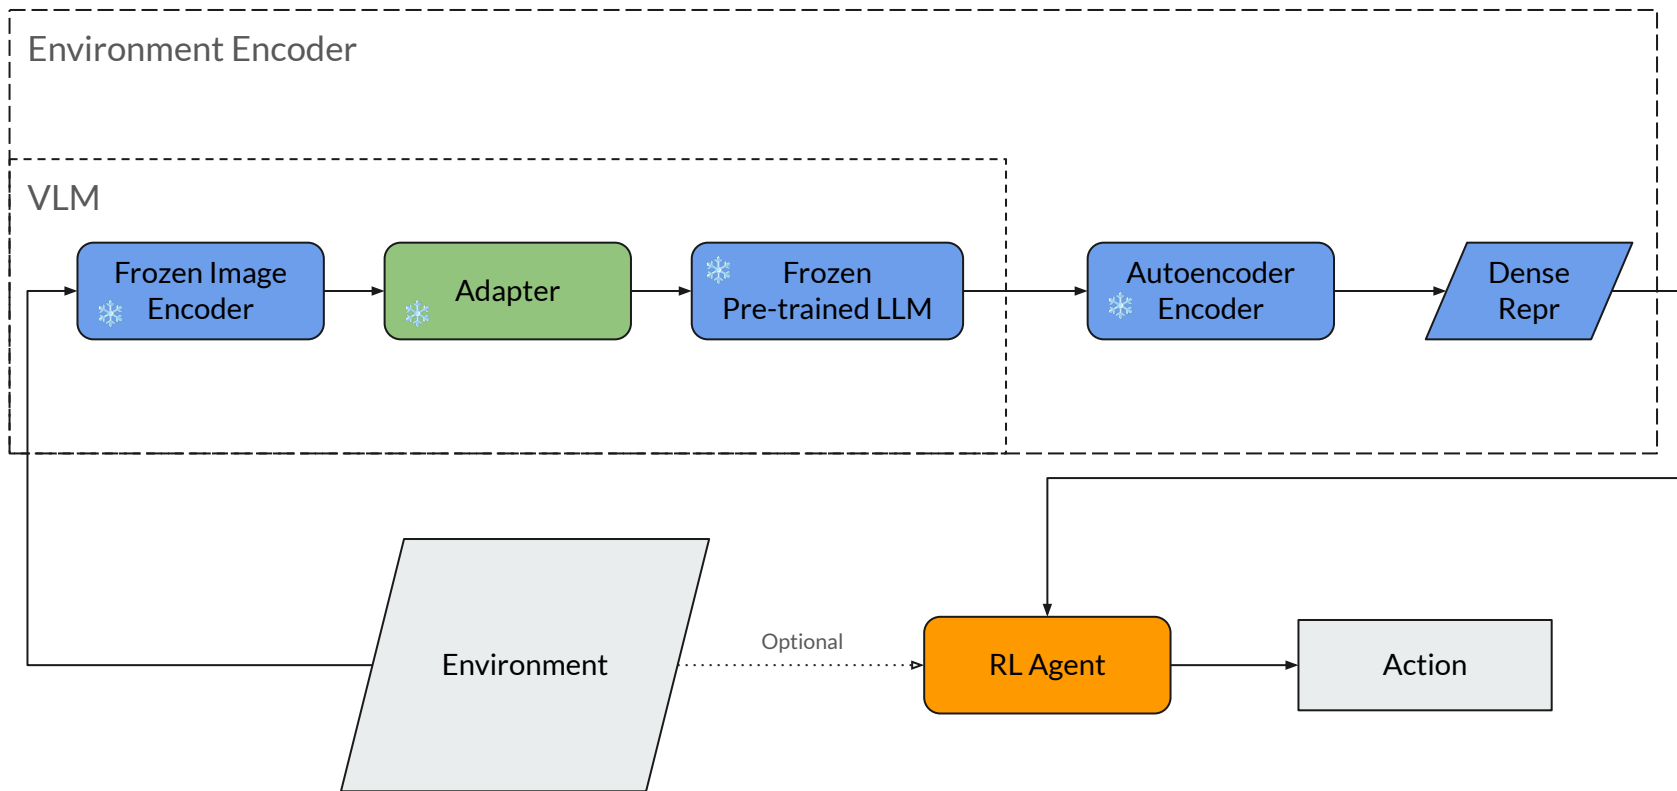 Environment Encoder
VLM
Frozen Image
Encoder
Adapter
Frozen
Pre-trained LLM
Autoencoder
Encoder
Dense
Repr
Environment
Optional
RL Agent
Action